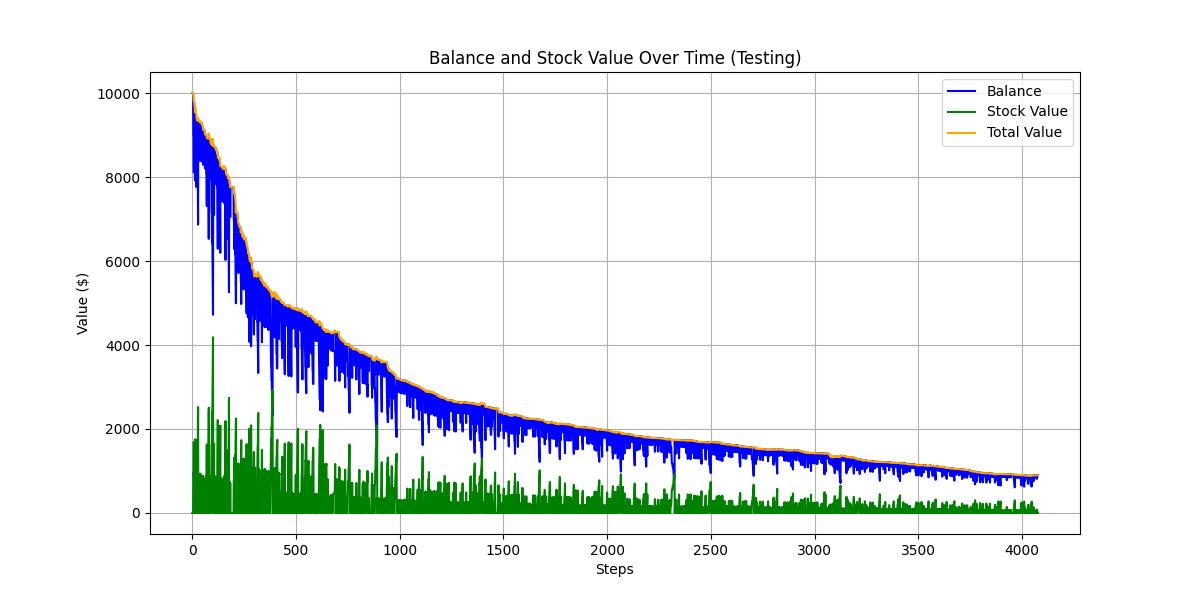 Balance and Stock Value Over Time (Testing)
Balance
Stock Value
Total Value
Value ($)
10000
8000
6000
4000
2000
0
0 500 1000 1500 2000 2500 3000 3500 4000
Steps